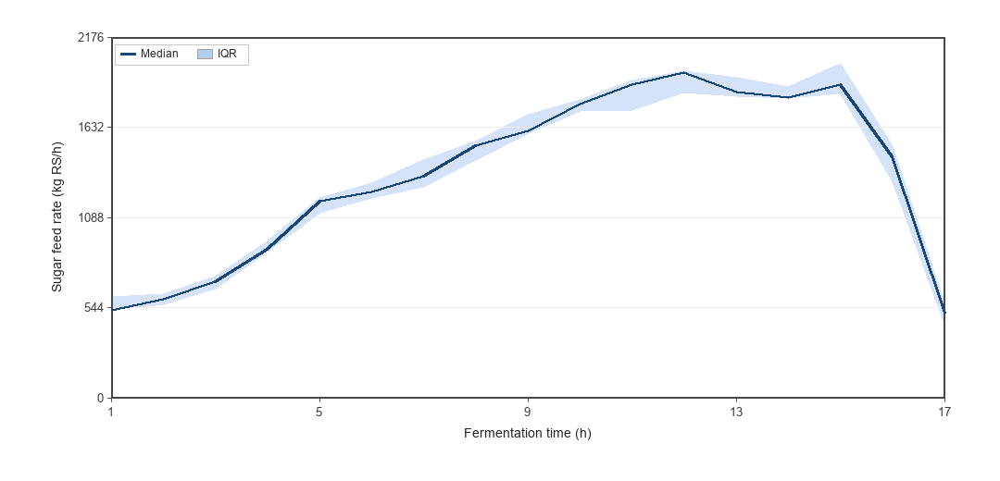 2176
1632
1088
544
0
Sugar feed rate (kg RS/h)
Median
IQR
1
5
9
13
17
Fermentation time (h)